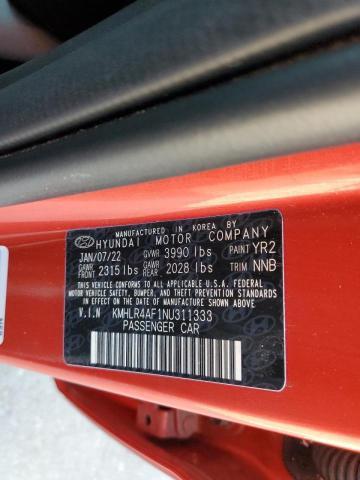 MANUFACTURED IN KOREA BY
HYUNDAI MOTOR COMPANY
JAN/07/22 GVWR 3990 lbs PAINT YR2
GAWR FRONT 2315 lbs GAWR REAR 2028 lbs TRIM NNB
THIS VEHICLE CONFORMS TO ALL APPLICABLE
FEDERAL MOTOR VEHICLE SAFETY, BUMPER,
AND THEFT PREVENTION STANDARDS IN EFFECT
ON THE DATE OF MANUFACTURE SHOWN ABOVE.
V.I.N KMHLR4AF1NU311333
PASSENGER CAR